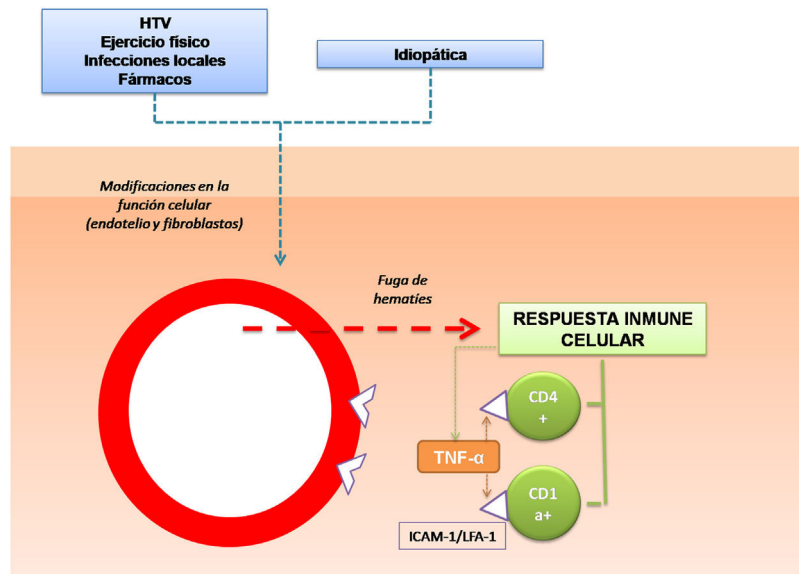 HTV
Ejercicio físico
Infecciones locales
Fármacos
Idiopática
Modificaciones en la
función celular
(endotelio y fibroblastos)
Fuga de
hematíes
RESPUESTA INMUNE
CELULAR
CD4
+
TNF-α
CD1
a+
ICAM-1/LFA-1